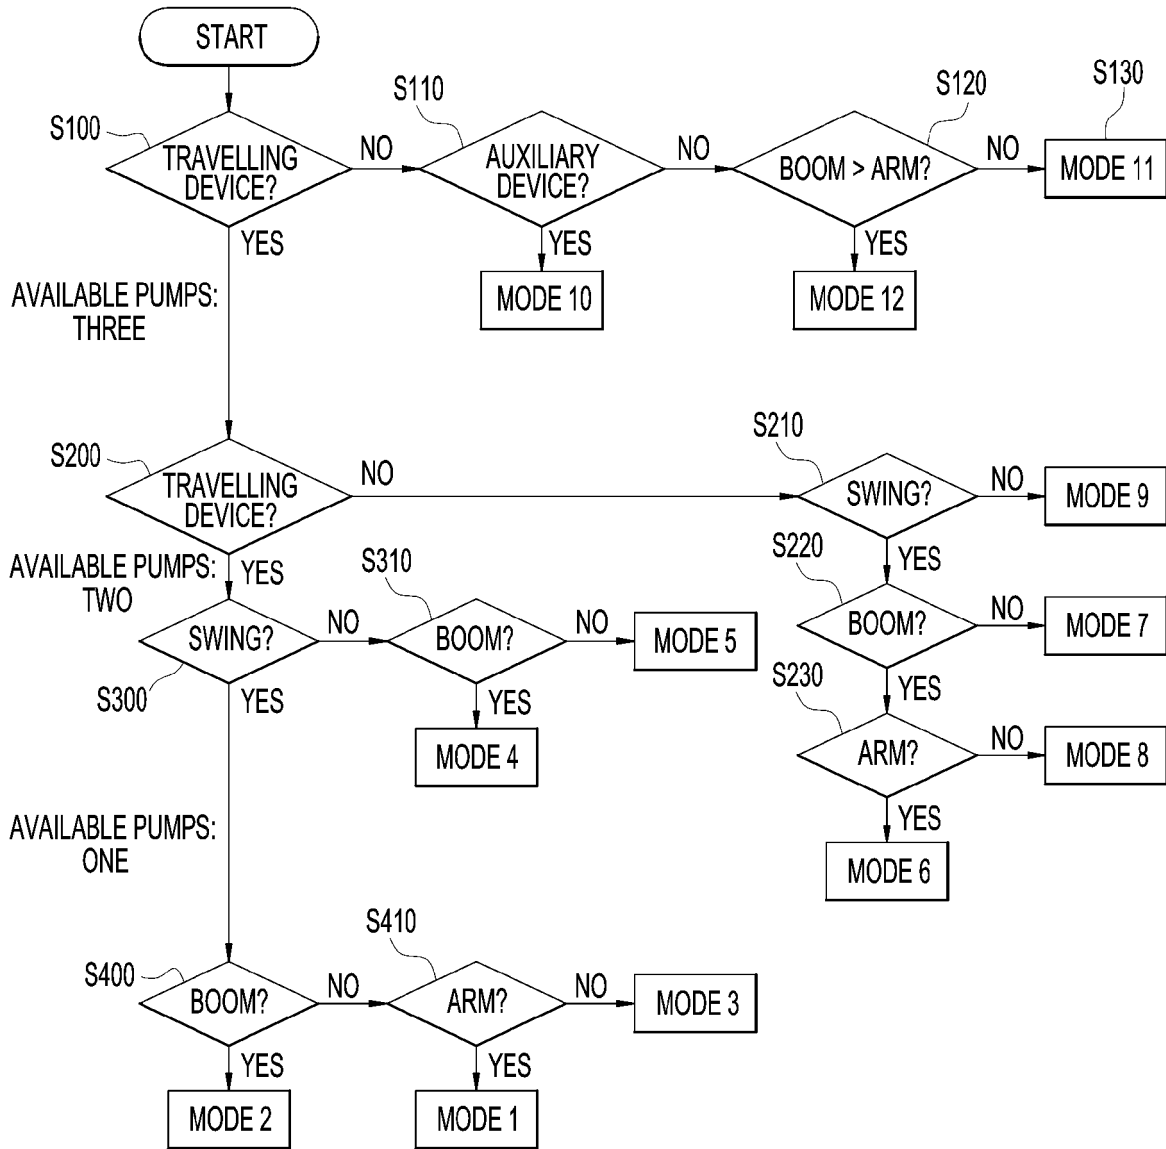 START
S100
S110
S120
S130
TRAVELLING
DEVICE?
NO
AUXILIARY
DEVICE?
NO
BOOM > ARM?
NO
MODE 11
YES
YES
YES
MODE 10
MODE 12
AVAILABLE PUMPS:
THREE
S200
S210
TRAVELLING
DEVICE?
NO
SWING?
NO
MODE 9
AVAILABLE PUMPS:
TWO
YES
S310
S220
YES
SWING?
NO
BOOM?
NO
MODE 5
BOOM?
NO
MODE 7
S300
YES
YES
S230
YES
MODE 4
ARM?
NO
MODE 8
AVAILABLE PUMPS:
ONE
YES
MODE 6
S400
S410
BOOM?
NO
ARM?
NO
MODE 3
YES
YES
MODE 2
MODE 1